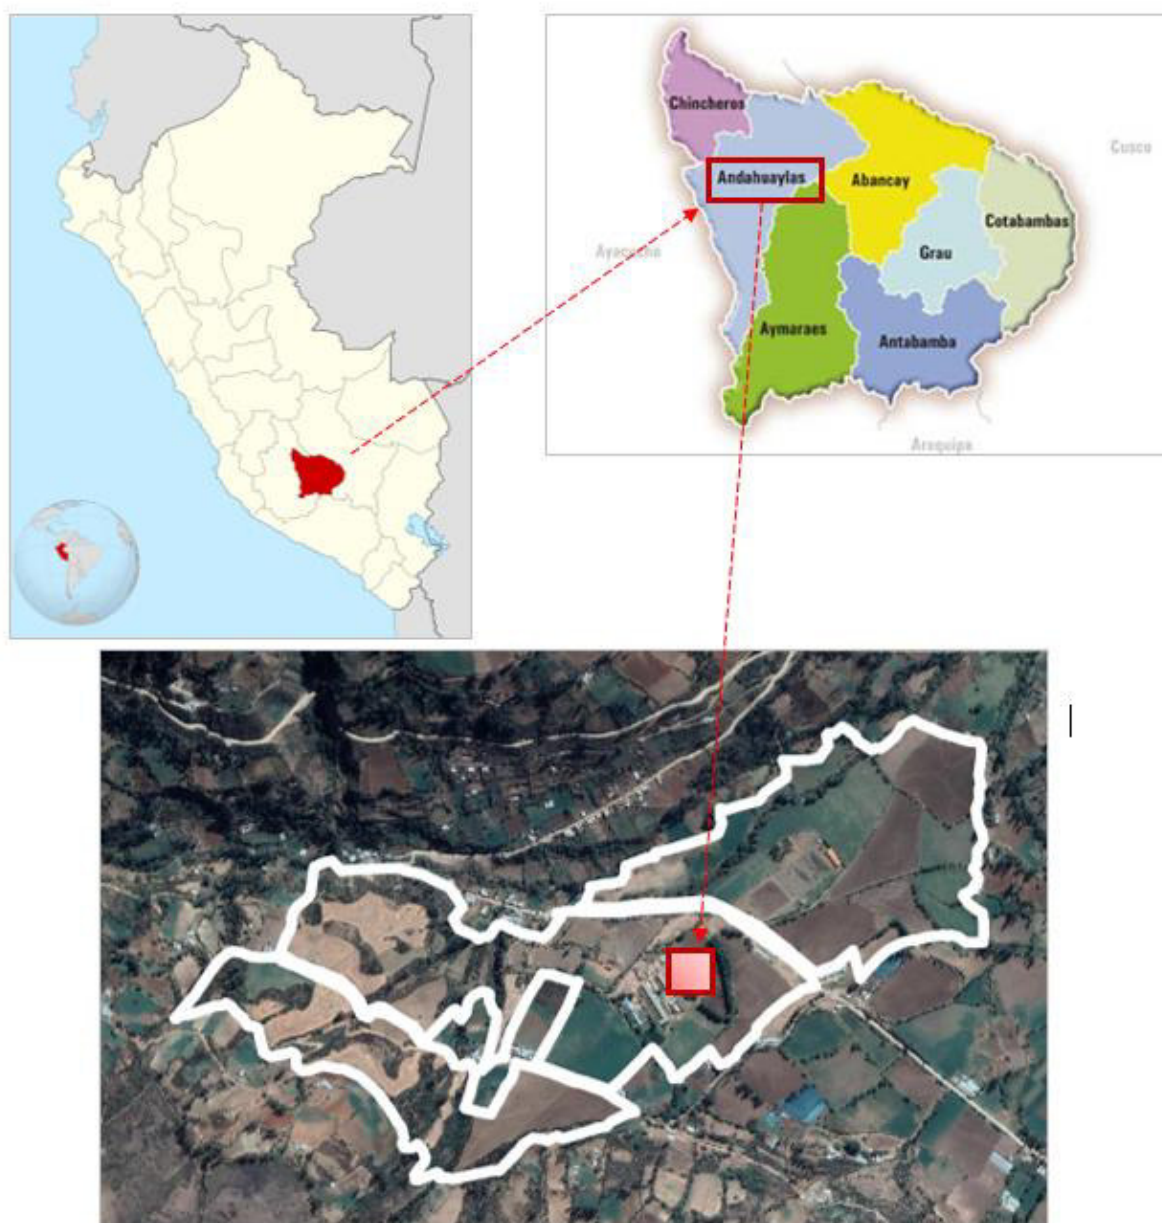 Chincheros
Cusco
Andahuaylas
Abancay
Cotabambas
Ayacucho
Grau
Aymaraes
Antabamba
Arequipa